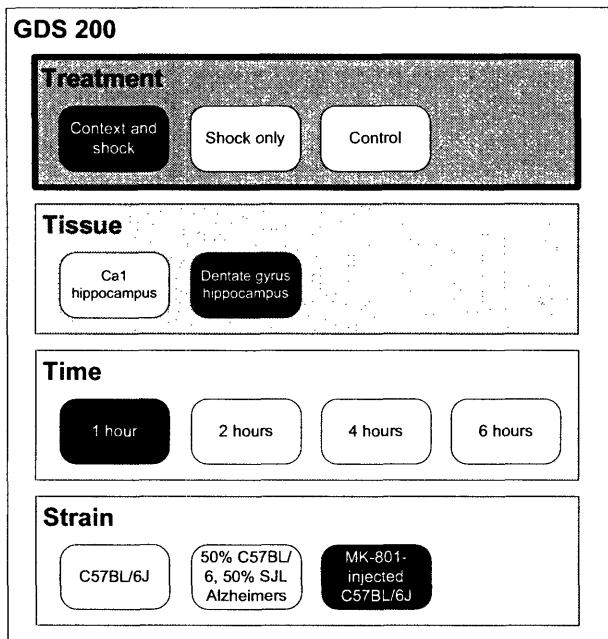 GDS 200
Treatment
Context and
shock
Shock only
Control
Tissue
Ca1
hippocampus
Dentate gyrus
hippocampus
Time
1 hour
2 hours
4 hours
6 hours
Strain
C57BL/6J
50% C57BL/
6, 50% SJL
Alzheimers
MK-801-
injected
C57BL/6J